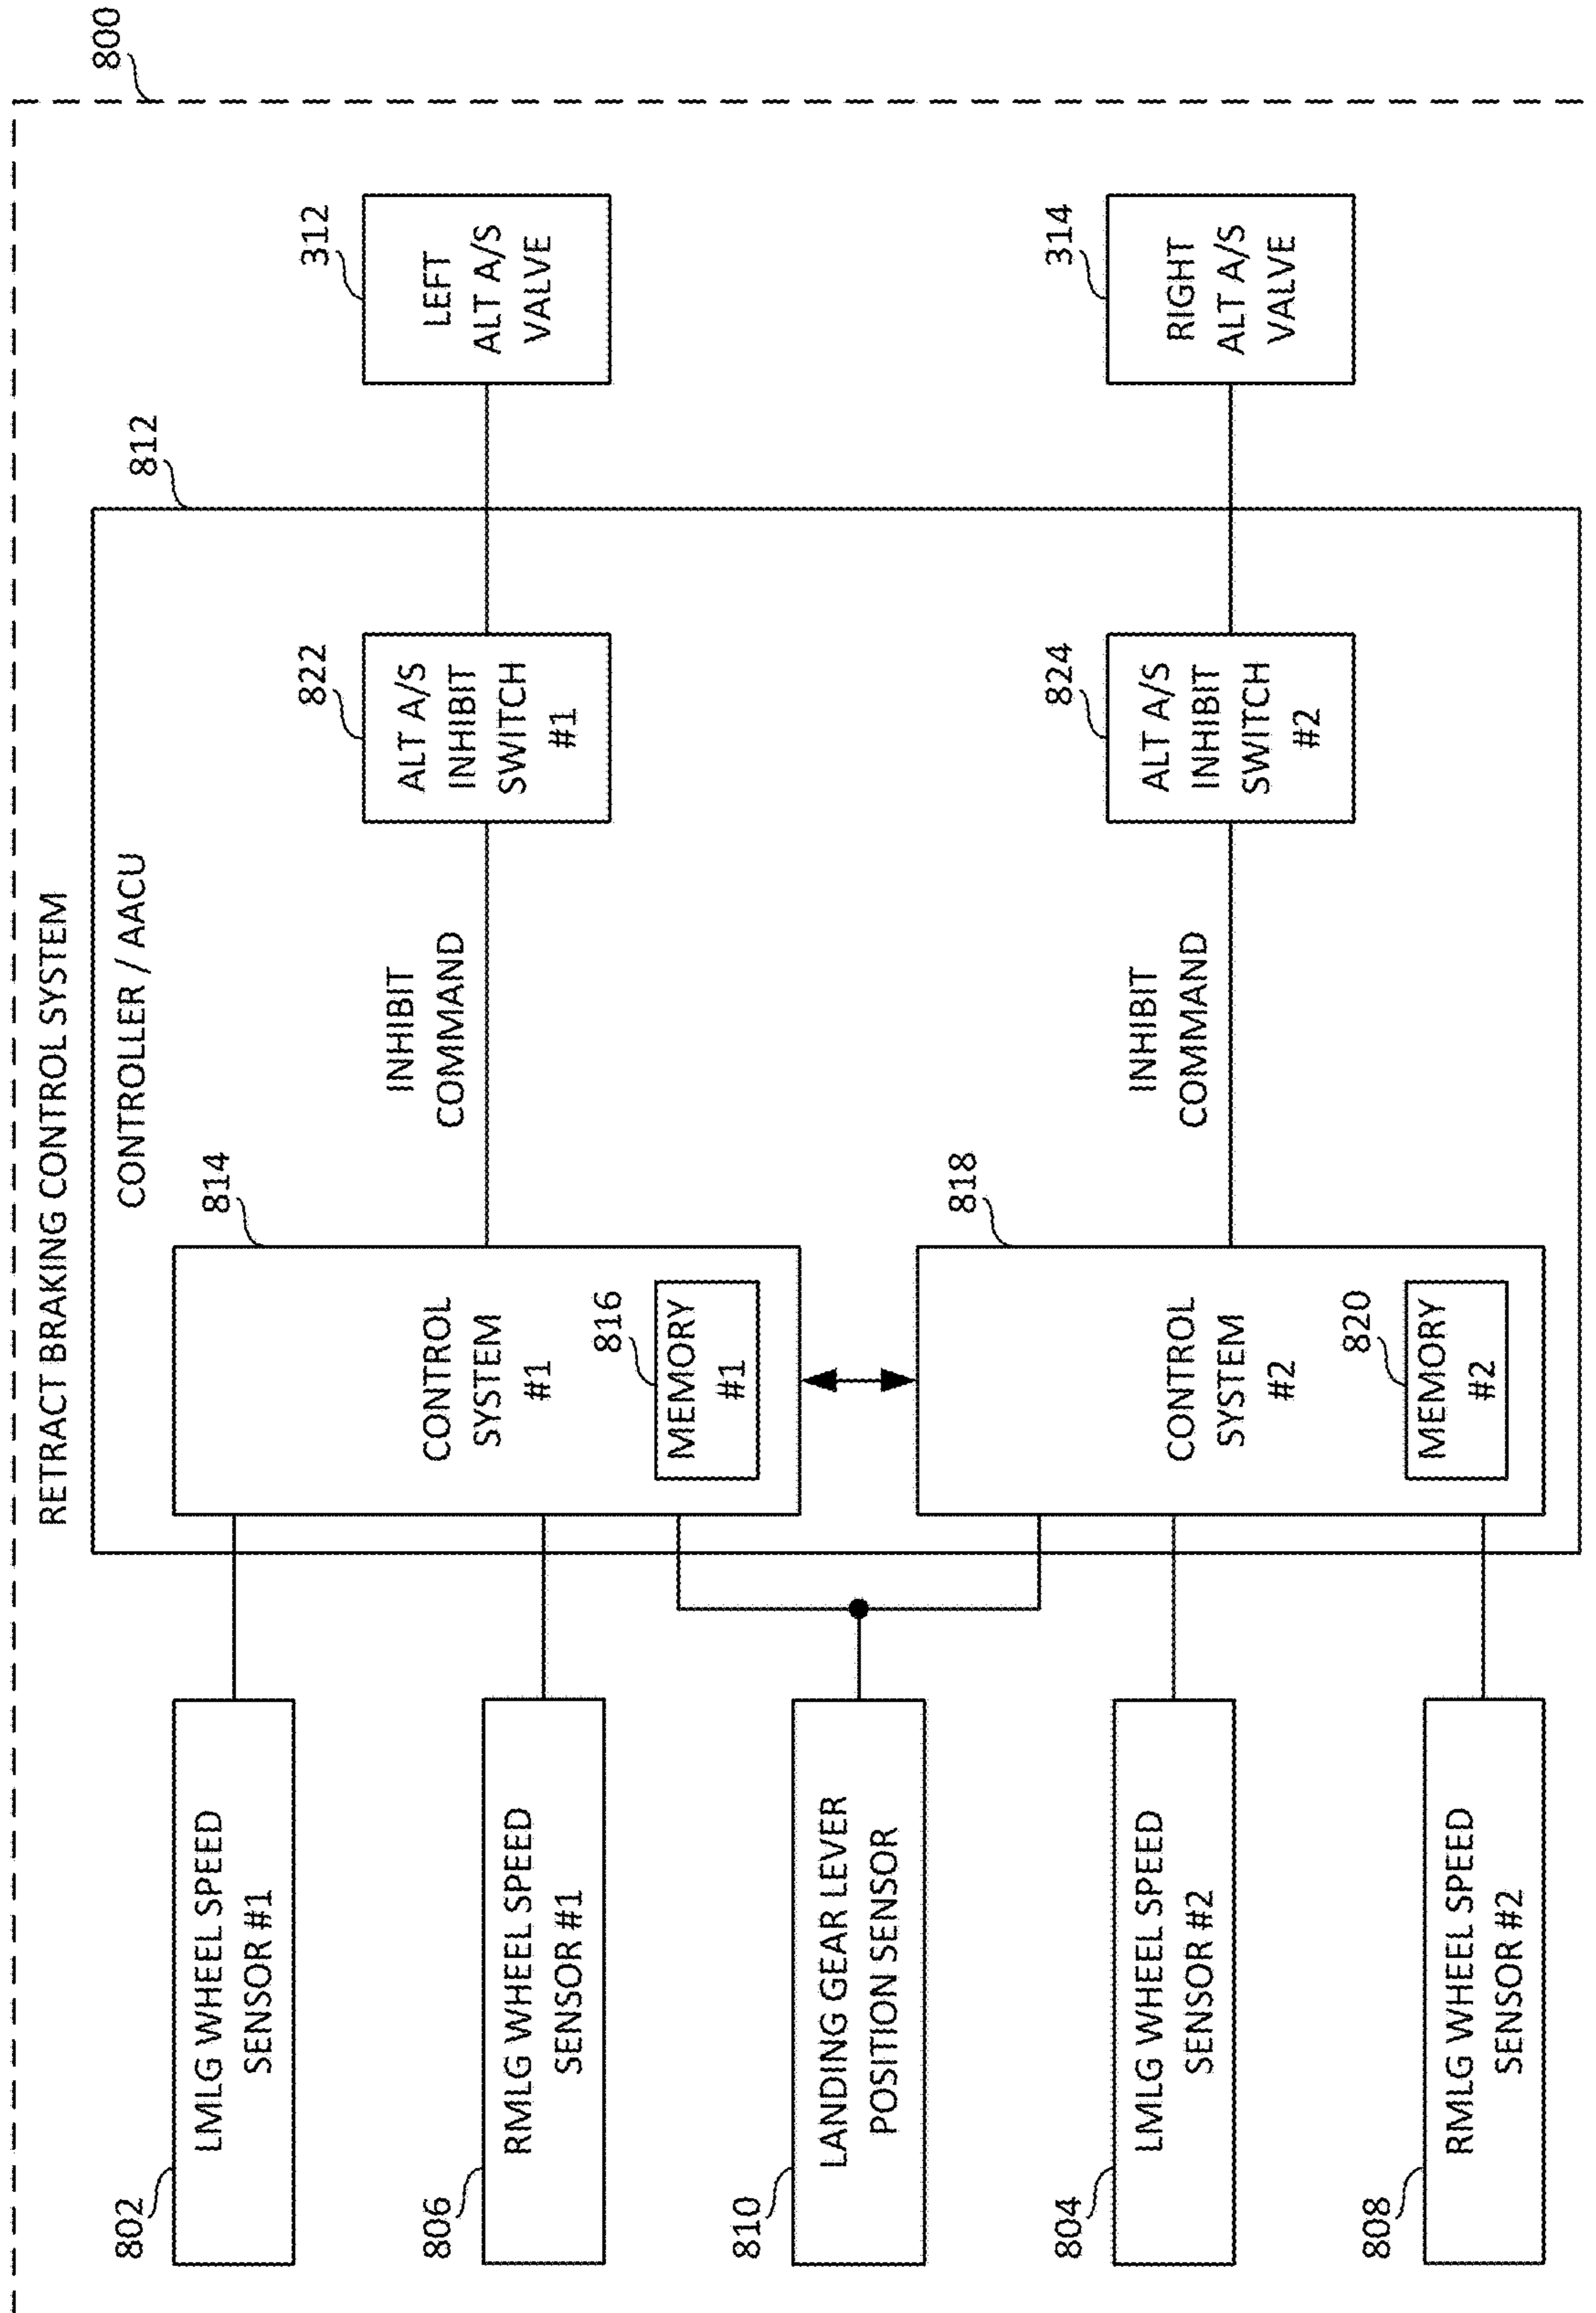 800
RETRACT BRAKING CONTROL SYSTEM
812
CONTROLLER / AACU
802
LMLG WHEEL SPEED
SENSOR #1
806
RMLG WHEEL SPEED
SENSOR #1
810
LANDING GEAR LEVER
POSITION SENSOR
804
LMLG WHEEL SPEED
SENSOR #2
808
RMLG WHEEL SPEED
SENSOR #2
814
CONTROL
SYSTEM
#1
816
MEMORY
#1
818
CONTROL
SYSTEM
#2
820
MEMORY
#2
INHIBIT
COMMAND
INHIBIT
COMMAND
822
ALT A/S
INHIBIT
SWITCH
#1
824
ALT A/S
INHIBIT
SWITCH
#2
312
LEFT
ALT A/S
VALVE
314
RIGHT
ALT A/S
VALVE